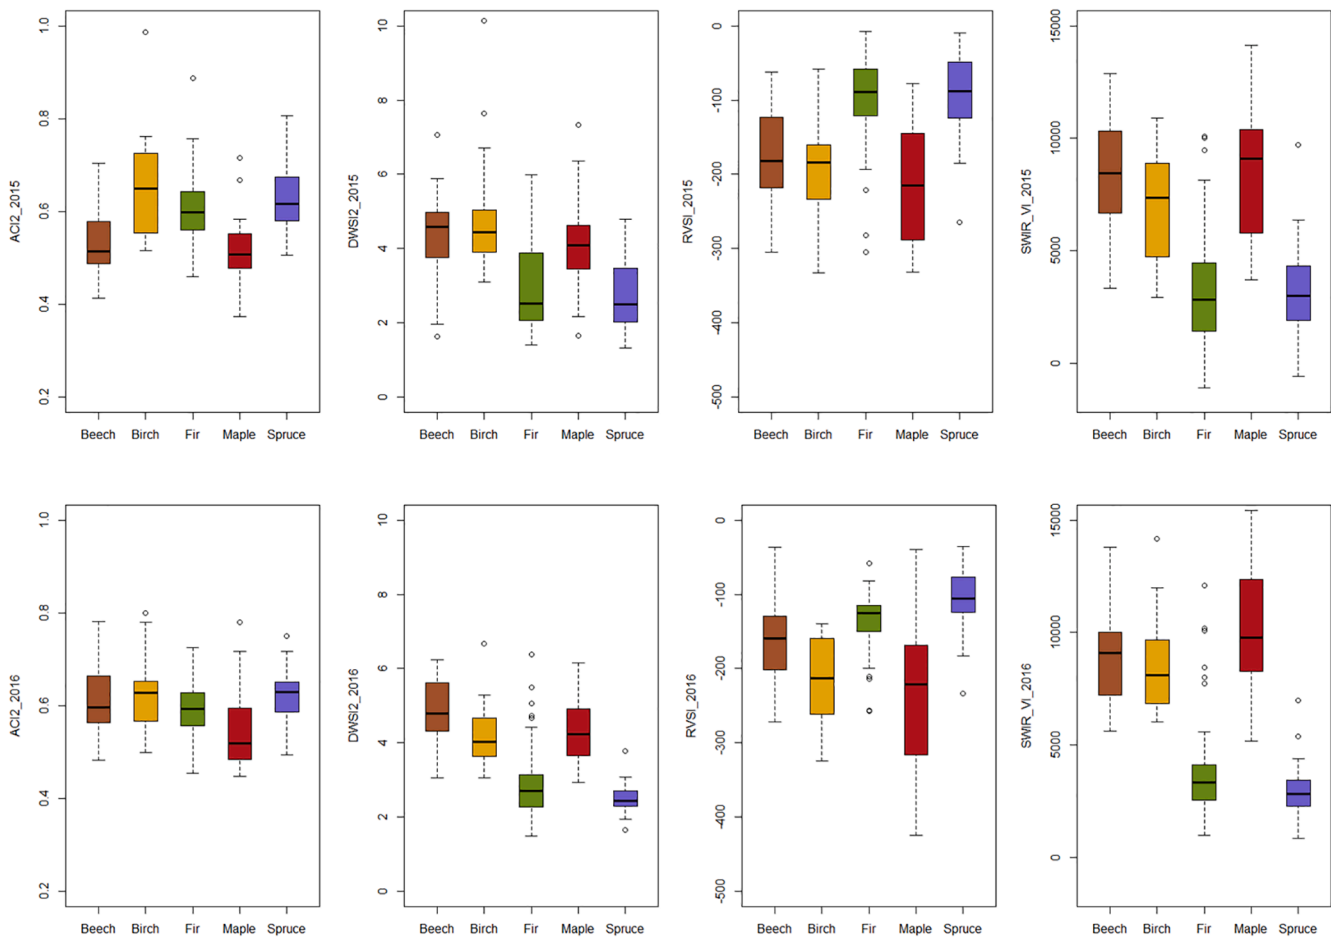 ACI2_2015
1.0
0.8
0.6
0.4
0.2
Beech Birch Fir Maple Spruce
DWSI2_2015
10
8
6
4
2
0
Beech Birch Fir Maple Spruce
RVSI_2015
0
-100
-200
-300
-400
-500
Beech Birch Fir Maple Spruce
SWIR_VI_2015
15000
10000
5000
0
Beech Birch Fir Maple Spruce
ACI2_2016
1.0
0.8
0.6
0.4
0.2
Beech Birch Fir Maple Spruce
DWSI2_2016
10
8
6
4
2
0
Beech Birch Fir Maple Spruce
RVSI_2016
0
-100
-200
-300
-400
-500
Beech Birch Fir Maple Spruce
SWIR_VI_2016
15000
10000
5000
0
Beech Birch Fir Maple Spruce